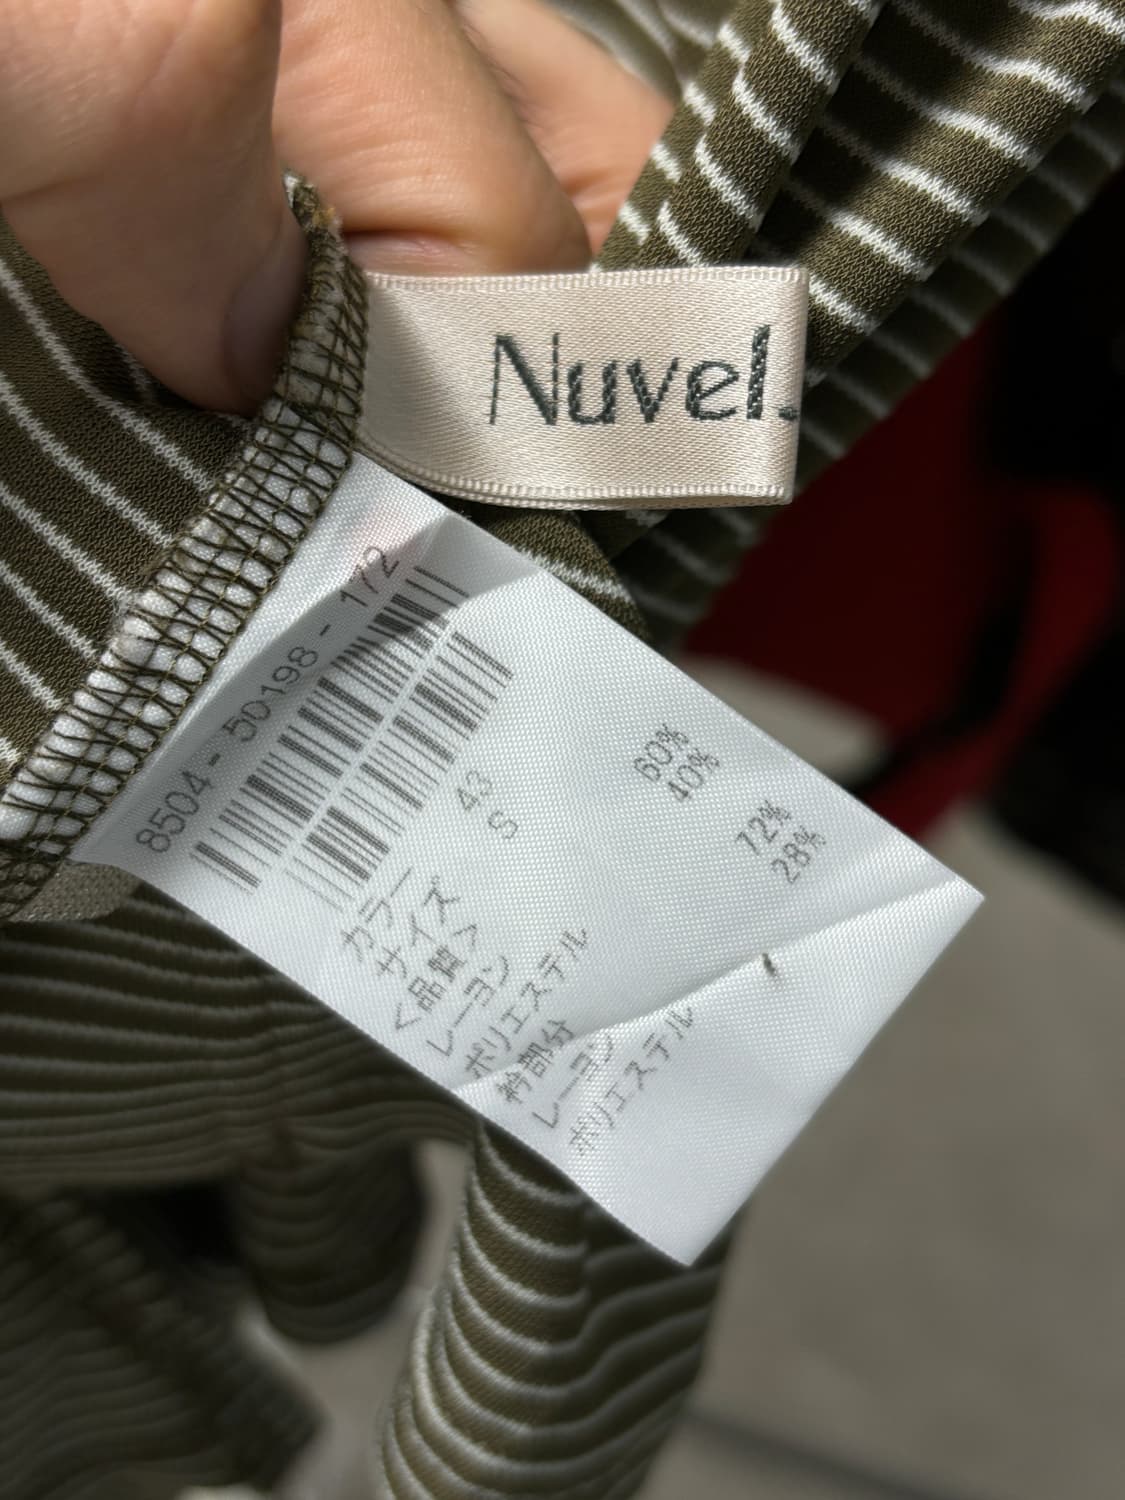 Nuvel
8504-50198-172
カラー 43
サイズ S
<品質>
レーヨン 60%
ポリエステル 40%
衿部分
レーヨン 72%
ポリエステル 28%